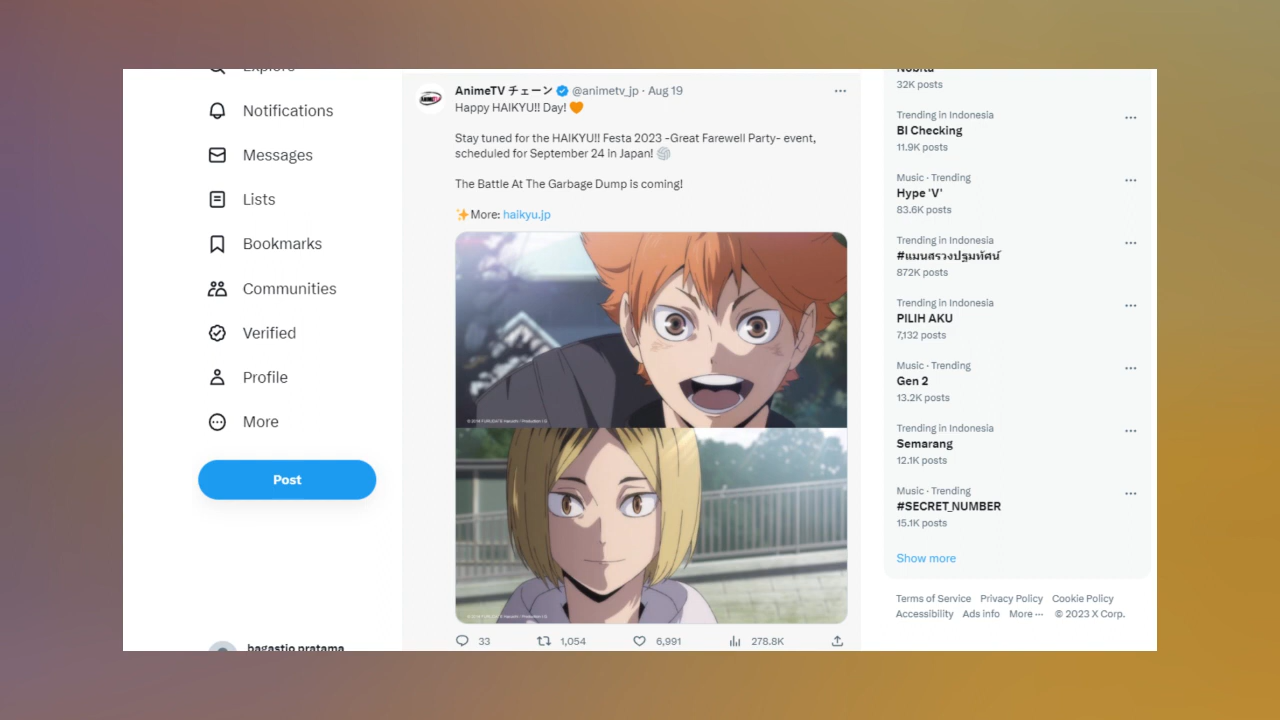 Explore
Notifications
Messages
Lists
Bookmarks
Communities
Verified
Profile
More
Post
bagastio pratama
AnimeTV チェーン @animetv_jp · Aug 19
Happy HAIKYU!! Day! 🧡
Stay tuned for the HAIKYU!! Festa 2023 -Great Farewell Party- event,
scheduled for September 24 in Japan! 🏐
The Battle At The Garbage Dump is coming!
✨More: haikyu.jp
33 1,054 6,991 278.8K
Nobita
32K posts
Trending in Indonesia
BI Checking
11.9K posts
Music · Trending
Hype 'V'
83.6K posts
Trending in Indonesia
#แมนสรวงปฐมทัศน์
872K posts
Trending in Indonesia
PILIH AKU
7,132 posts
Music · Trending
Gen 2
13.2K posts
Trending in Indonesia
Semarang
12.1K posts
Music · Trending
#SECRET_NUMBER
15.1K posts
Show more
Terms of Service Privacy Policy Cookie Policy
Accessibility Ads info More ··· © 2023 X Corp.